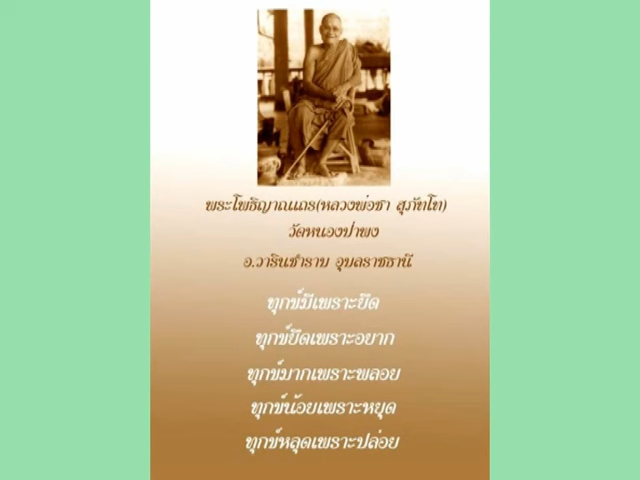 พระโพธิญาณเถร(หลวงพ่อชา สุภัทโท)
วัดหนองป่าพง
อ.วารินชำราบ อุบลราชธานี
ทุกข์มีเพราะยึด
ทุกข์ยึดเพราะอยาก
ทุกข์มากเพราะพลอย
ทุกข์น้อยเพราะหยุด
ทุกข์หลุดเพราะปล่อย